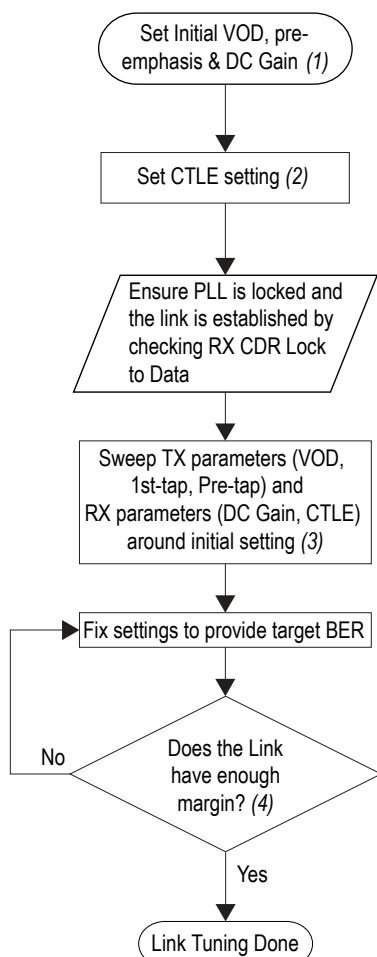 Set Initial VOD, pre-
emphasis & DC Gain (1)
Set CTLE setting (2)
Ensure PLL is locked and
the link is established by
checking RX CDR Lock
to Data
Sweep TX parameters (VOD,
1st-tap, Pre-tap) and
RX parameters (DC Gain, CTLE)
around initial setting (3)
Fix settings to provide target BER
No
Does the Link
have enough
margin? (4)
Yes
Link Tuning Done